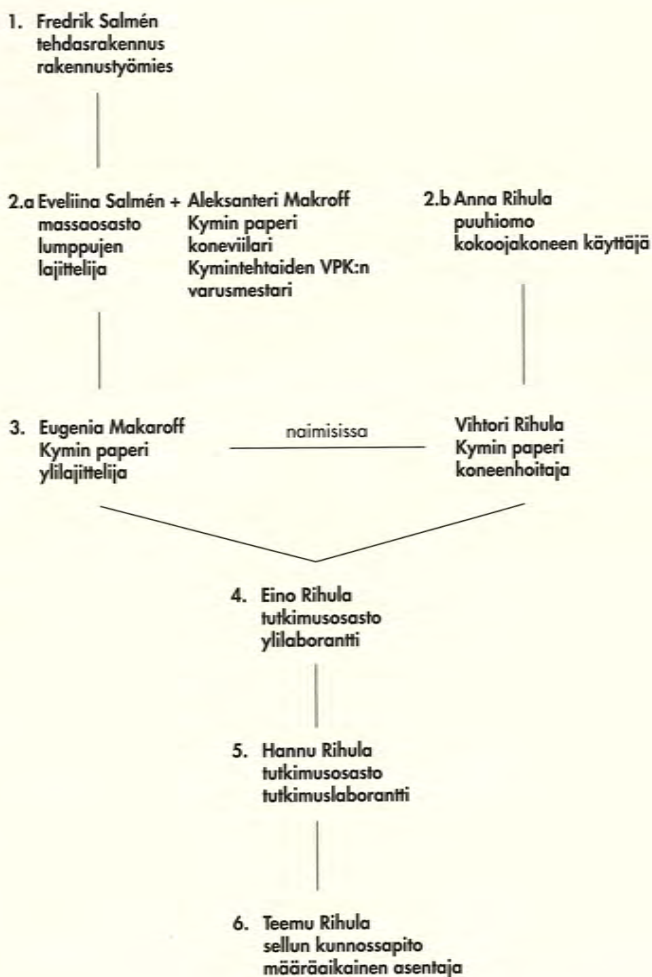 1. Fredrik Salmén
tehdasrakennus
rakennustyömies
2.a Eveliina Salmén + Aleksanteri Makroff
massaosasto Kymin paperi
lumppujen koneviilari
lajittelija Kymintehtaiden VPK:n
varusmestari
2.b Anna Rihula
puuhiomo
kokoojakoneen käyttäjä
3. Eugenia Makaroff
Kymin paperi
ylilajittelija
naimisissa
Vihtori Rihula
Kymin paperi
koneenhoitaja
4. Eino Rihula
tutkimusosasto
ylilaborantti
5. Hannu Rihula
tutkimusosasto
tutkimuslaborantti
6. Teemu Rihula
sellun kunnossapito
määräaikainen asentaja